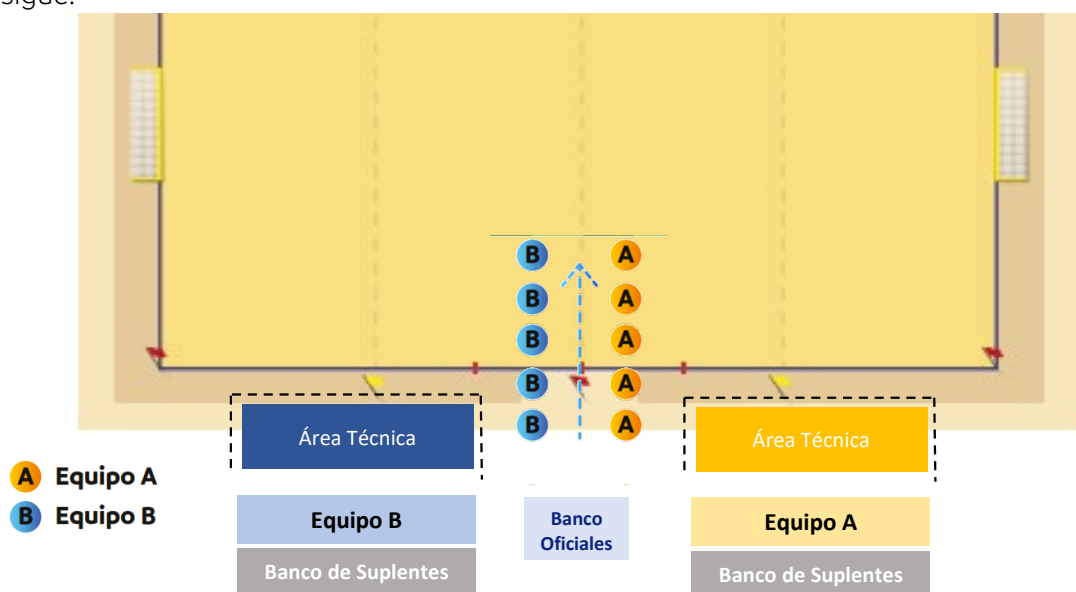 sigue:
B A
B A
B A
B A
B A
Área Técnica
Área Técnica
A Equipo A
B Equipo B
Equipo B
Banco de Suplentes
Banco
Oficiales
Equipo A
Banco de Suplentes